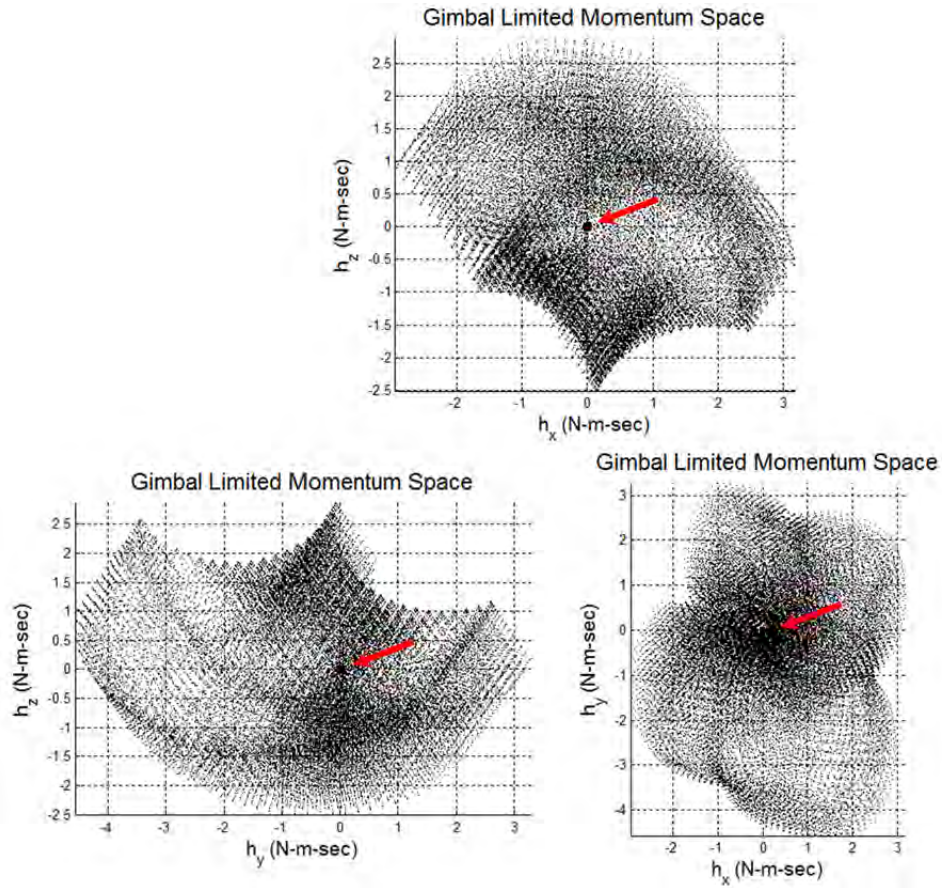 Gimbal Limited Momentum Space
2.5
2
1.5
1
0.5
0
-0.5
-1
-1.5
-2
-2.5
h_z (N-m-sec)
-2 -1 0 1 2 3
h_x (N-m-sec)
Gimbal Limited Momentum Space
2.5
2
1.5
1
0.5
0
-0.5
-1
-1.5
-2
-2.5
h_z (N-m-sec)
-4 -3 -2 -1 0 1 2 3
h_y (N-m-sec)
Gimbal Limited Momentum Space
3
2
1
0
-1
-2
-3
-4
h_y (N-m-sec)
-2 -1 0 1 2 3
h_x (N-m-sec)